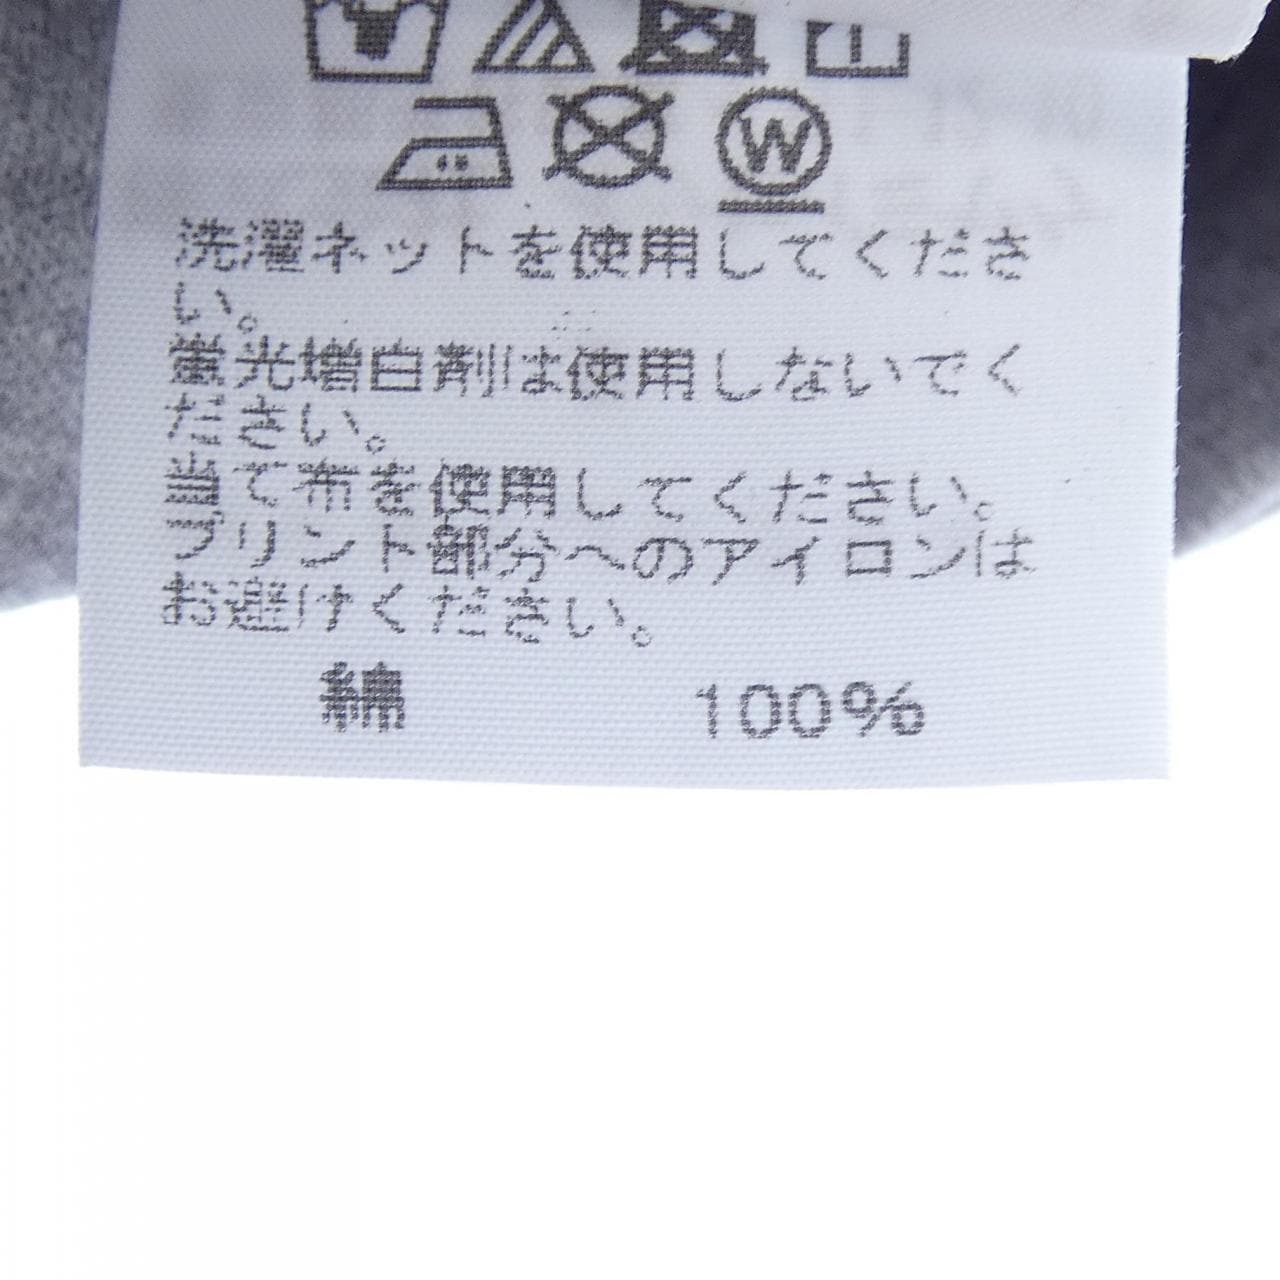 W
洗濯ネットを使用してくださ
い。
蛍光増白剤は使用しないでく
ださい。
当て布を使用してください。
プリント部分へのアイロンは
お避けください。
綿 100%